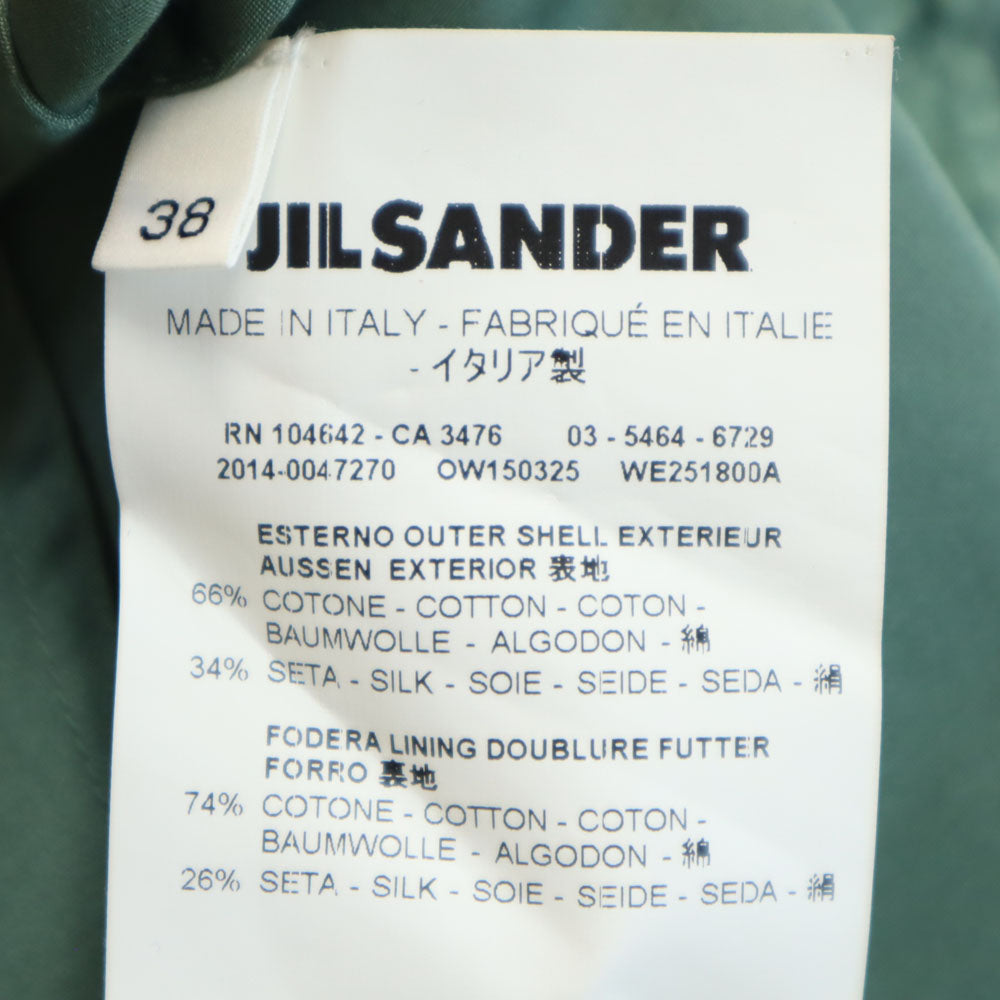 38
JIL SANDER
MADE IN ITALY - FABRIQUÉ EN ITALIE
- イタリア製
RN 104642 - CA 3476 03 - 5464 - 6729
2014-0047270 OW150325 WE251800A
ESTERNO OUTER SHELL EXTERIEUR
AUSSEN EXTERIOR 表地
66% COTONE - COTTON - COTON -
BAUMWOLLE - ALGODON - 綿
34% SETA - SILK - SOIE - SEIDE - SEDA - 絹
FODERA LINING DOUBLURE FUTTER
FORRO 裏地
74% COTONE - COTTON - COTON -
BAUMWOLLE - ALGODON - 綿
26% SETA - SILK - SOIE - SEIDE - SEDA - 絹